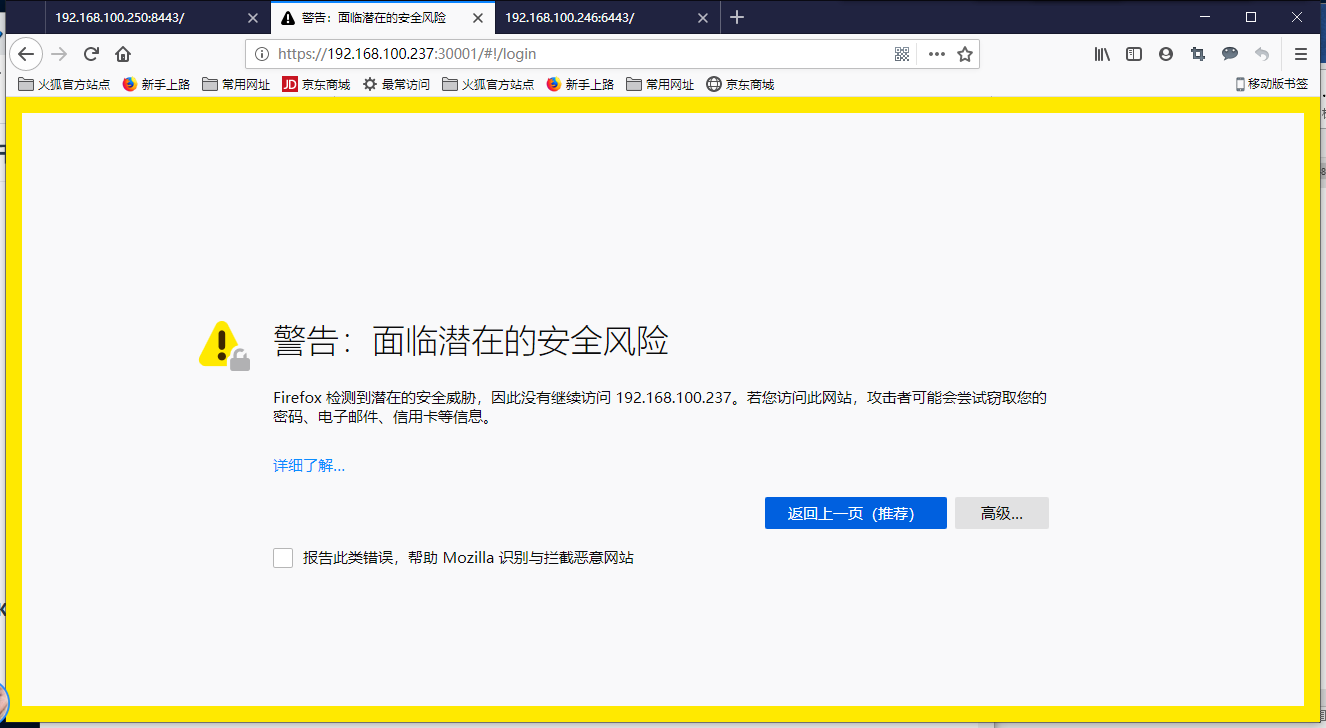 192.168.100.250:8443/
警告：面临潜在的安全风险
192.168.100.246:6443/
https://192.168.100.237:30001/#!/login
火狐官方站点 新手上路 常用网址 JD 京东商城 最常访问 火狐官方站点 新手上路 常用网址 京东商城 移动版书签
警告：面临潜在的安全风险
Firefox 检测到潜在的安全威胁，因此没有继续访问 192.168.100.237。若您访问此网站，攻击者可能会尝试窃取您的
密码、电子邮件、信用卡等信息。
详细了解...
返回上一页（推荐） 高级...
报告此类错误，帮助 Mozilla 识别与拦截恶意网站